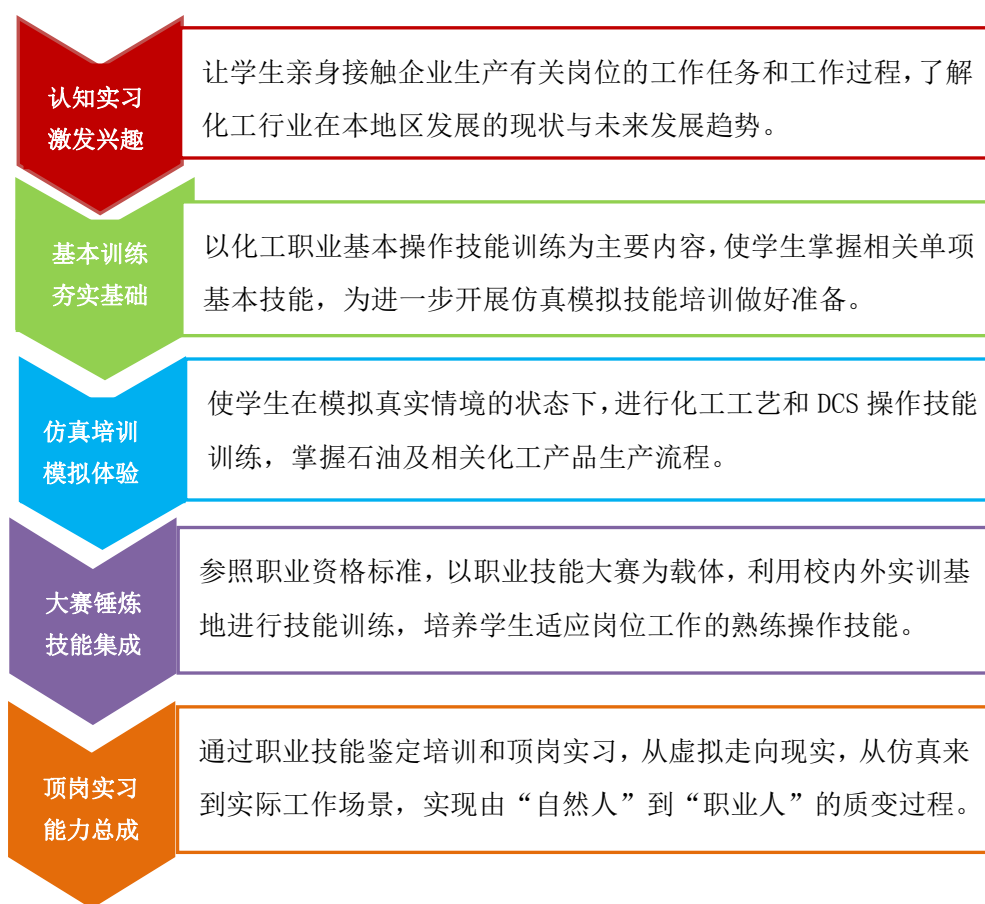 认知实习
激发兴趣
让学生亲身接触企业生产有关岗位的工作任务和工作过程，了解
化工行业在本地区发展的现状与未来发展趋势。
基本训练
夯实基础
以化工职业基本操作技能训练为主要内容，使学生掌握相关单项
基本技能，为进一步开展仿真模拟技能培训做好准备。
仿真培训
模拟体验
使学生在模拟真实情境的状态下，进行化工工艺和 DCS 操作技能
训练，掌握石油及相关化工产品生产流程。
大赛锤炼
技能集成
参照职业资格标准，以职业技能大赛为载体，利用校内外实训基
地进行技能训练，培养学生适应岗位工作的熟练操作技能。
顶岗实习
能力总成
通过职业技能鉴定培训和顶岗实习，从虚拟走向现实，从仿真来
到实际工作场景，实现由“自然人”到“职业人”的质变过程。